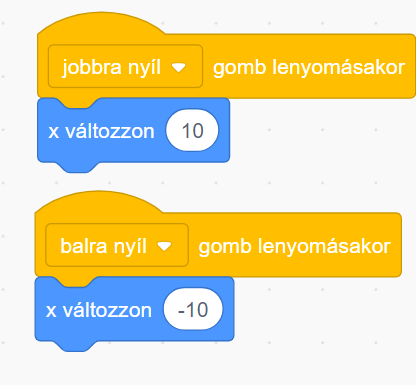 jobbra nyíl gomb lenyomásakor
x változzon 10
balra nyíl gomb lenyomásakor
x változzon -10